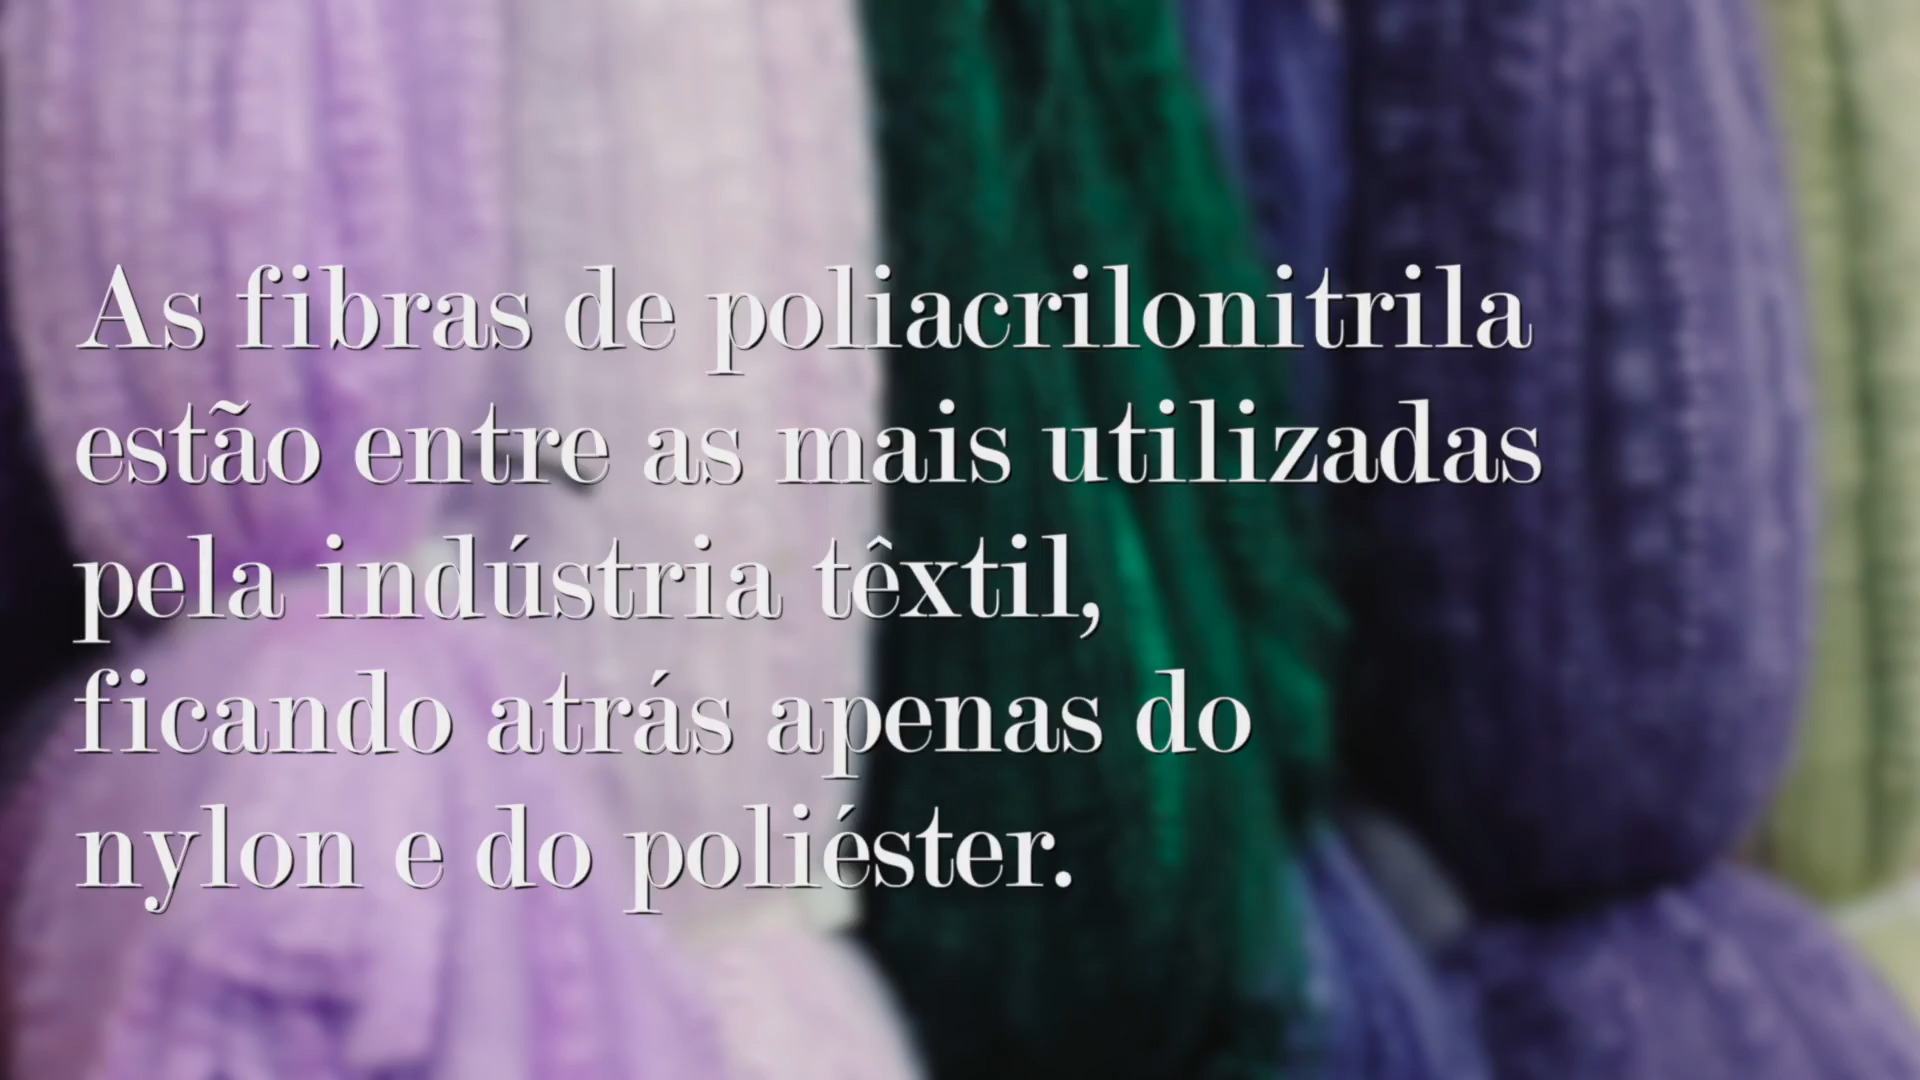 As fibras de poliacrilonitrila
estão entre as mais utilizadas
pela indústria têxtil,
ficando atrás apenas do
nylon e do poliéster.